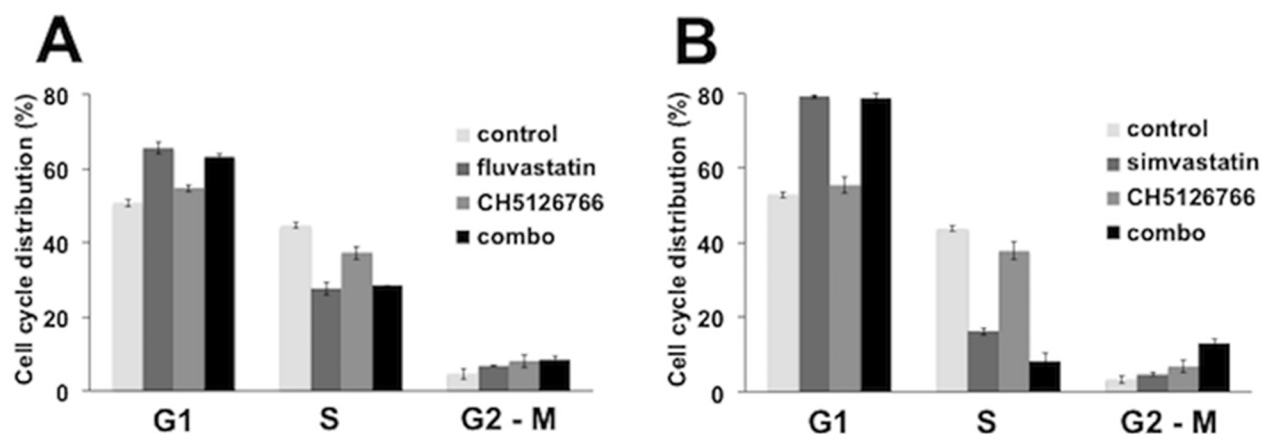 A
Cell cycle distribution (%)
80
60
40
20
0
control
fluvastatin
CH5126766
combo
G1
S
G2 - M
B
Cell cycle distribution (%)
80
60
40
20
0
control
simvastatin
CH5126766
combo
G1
S
G2 - M